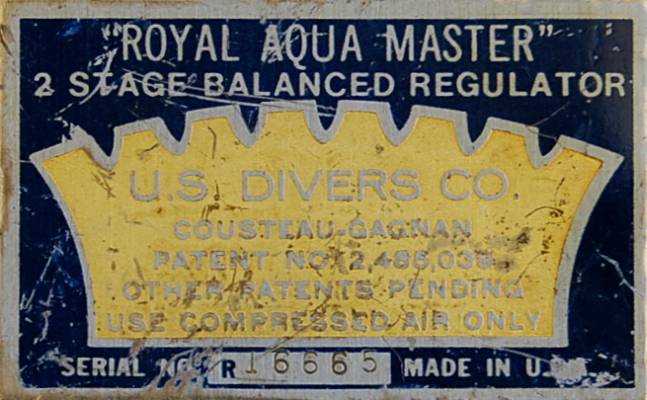 "ROYAL AQUA MASTER"
2 STAGE BALANCED REGULATOR
U.S. DIVERS CO.
COUSTEAU-GAGNAN
PATENT NO. 2,485,039
OTHER PATENTS PENDING
USE COMPRESSED AIR ONLY
SERIAL NO. R 16665 MADE IN